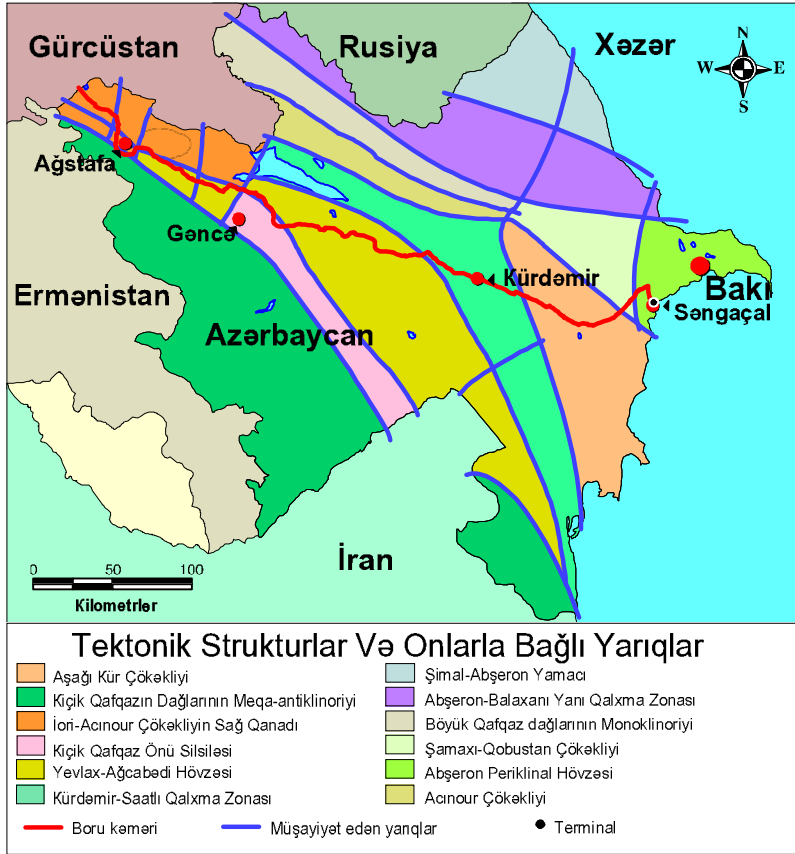 Gürcüstan
Rusiya
Xəzər
N
W E
S
Ağstafa
Gəncə
Kürdəmir
Bakı
Səngaçal
Ermənistan
Azərbaycan
İran
0 50 100
Kilometrlər
Tektonik Strukturlar Və Onlarla Bağlı Yarıqlar
Aşağı Kür Çökəkliyi
Kiçik Qafqazın Dağlarının Meqa-antiklinoriyi
İori-Acınour Çökəkliyin Sağ Qanadı
Kiçik Qafqaz Önü Silsiləsi
Yevlax-Ağcabədi Hövzəsi
Kürdəmir-Saatlı Qalxma Zonası
Şimal-Abşeron Yamacı
Abşeron-Balaxanı Yanı Qalxma Zonası
Böyük Qafqaz dağlarının Monoklinoriyi
Şamaxı-Qobustan Çökəkliyi
Abşeron Periklinal Hövzəsi
Acınour Çökəkliyi
Boru kəməri
Müşayiət edən yarıqlar
Terminal